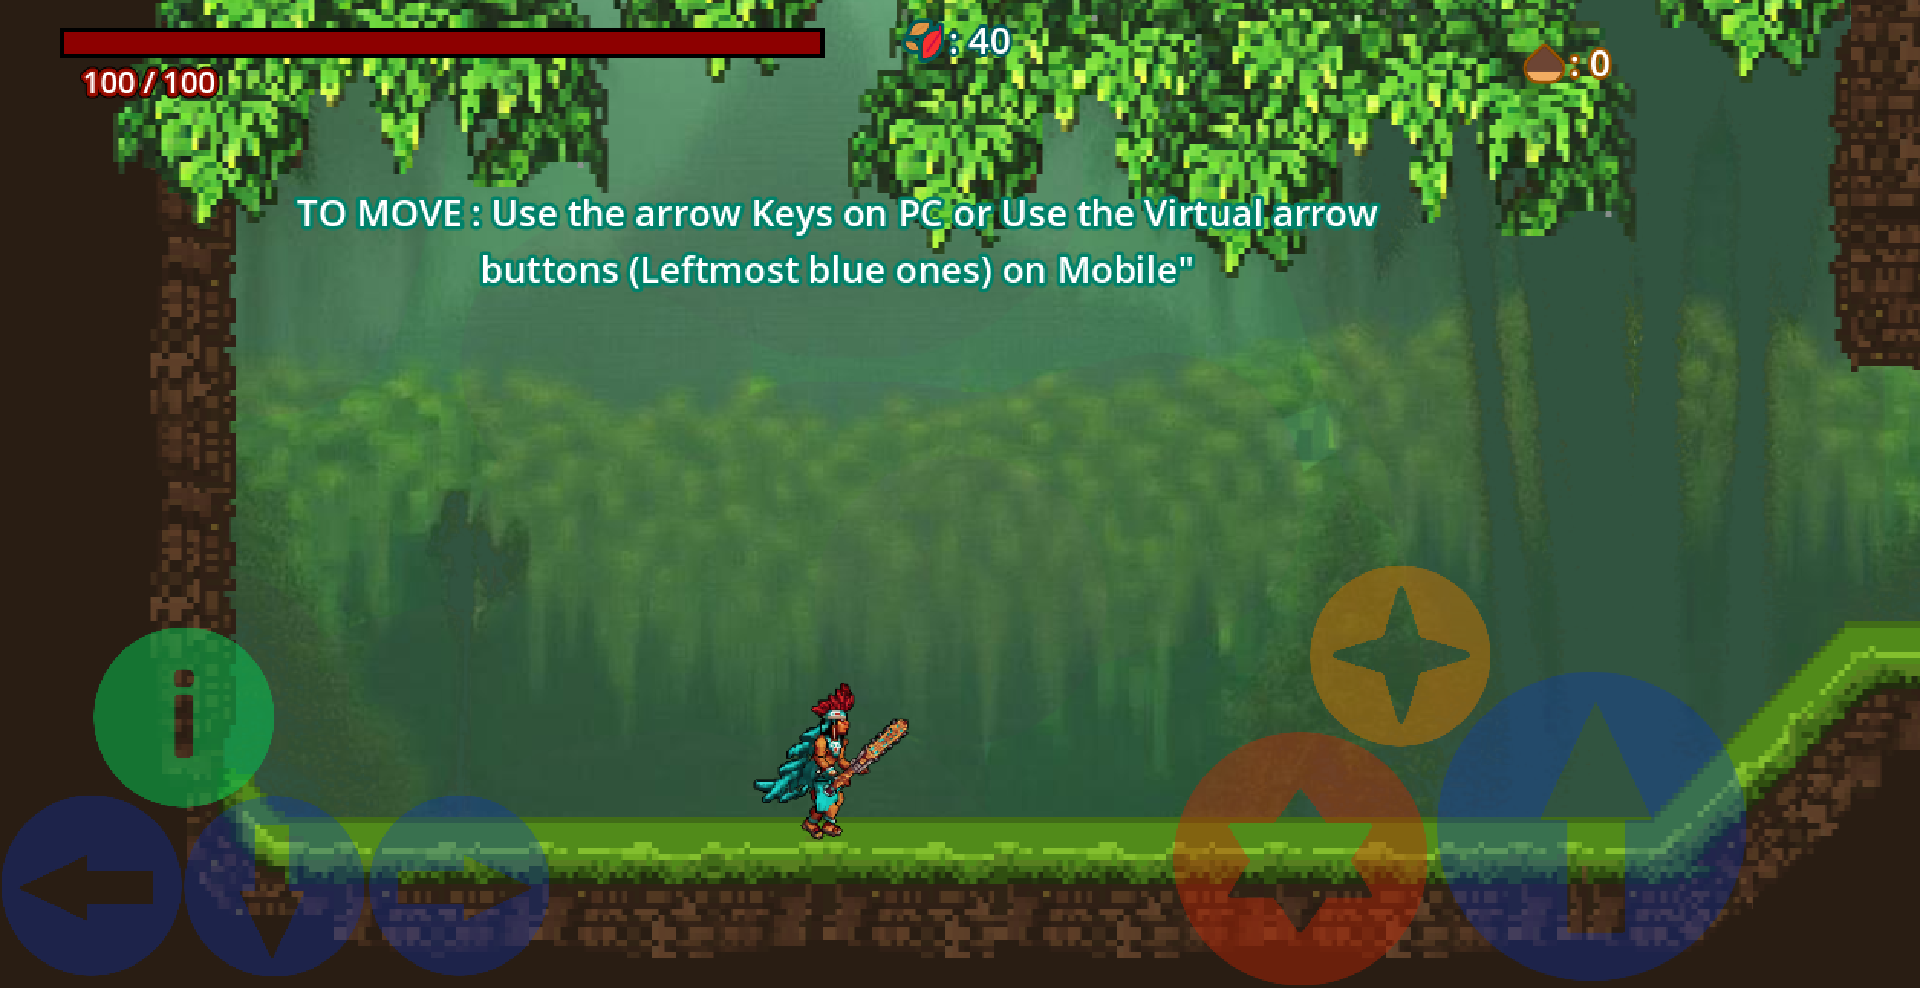 : 40
: 0
100 / 100
TO MOVE : Use the arrow Keys on PC or Use the Virtual arrow
buttons (Leftmost blue ones) on Mobile"
i